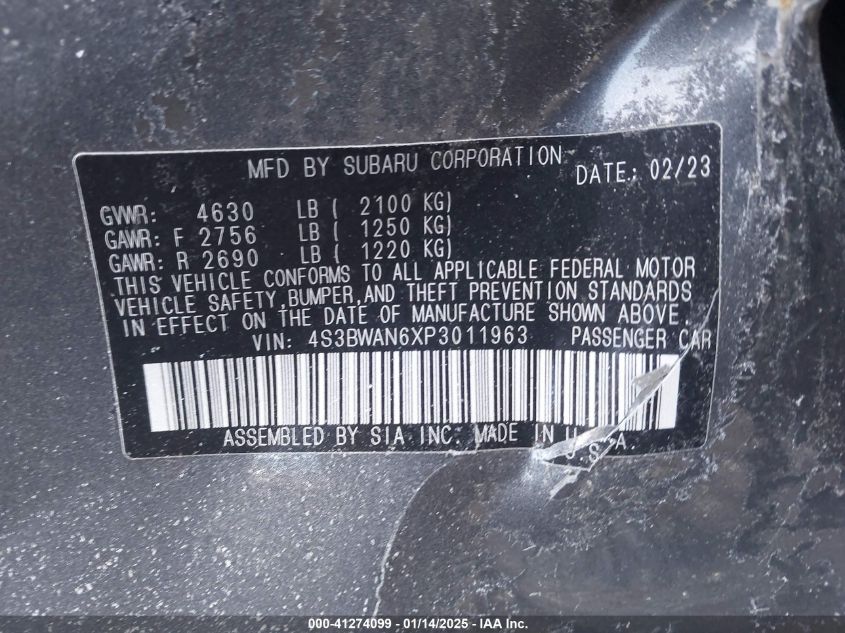 MFD BY SUBARU CORPORATION DATE: 02/23
GVWR: 4630 LB ( 2100 KG)
GAWR: F 2756 LB ( 1250 KG)
GAWR: R 2690 LB ( 1220 KG)
THIS VEHICLE CONFORMS TO ALL APPLICABLE FEDERAL MOTOR
VEHICLE SAFETY,BUMPER,AND THEFT PREVENTION STANDARDS
IN EFFECT ON THE DATE OF MANUFACTURE SHOWN ABOVE.
VIN: 4S3BWAN6XP3011963 PASSENGER CAR
ASSEMBLED BY SIA INC. MADE IN U.S.A
000-41274099 — 01/14/2025 — IAA Inc.